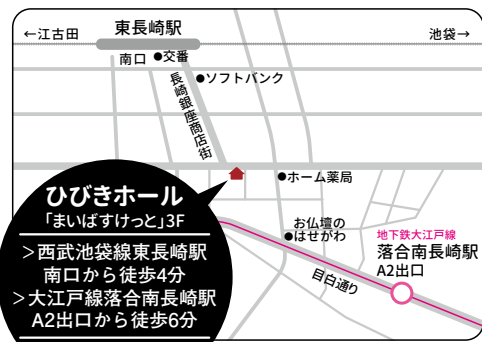 ←江古田
東長崎駅
池袋→
南口
●交番
●ソフトバンク
長崎銀座商店街
●ホーム薬局
ひびきホール
「まいばすけっと」3F
>西武池袋線東長崎駅
南口から徒歩4分
>大江戸線落合南長崎駅
A2出口から徒歩6分
お仏壇の
●はせがわ
目白通り
地下鉄大江戸線
落合南長崎駅
A2出口